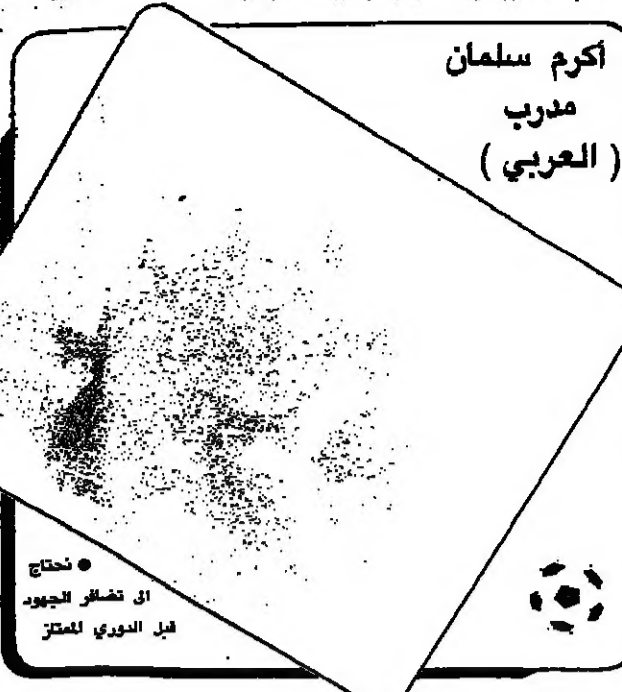 أكرم سلمان
مدرب
( العربي )
● نحتاج
الى تضافر الجهود
قبل الدوري الممتاز